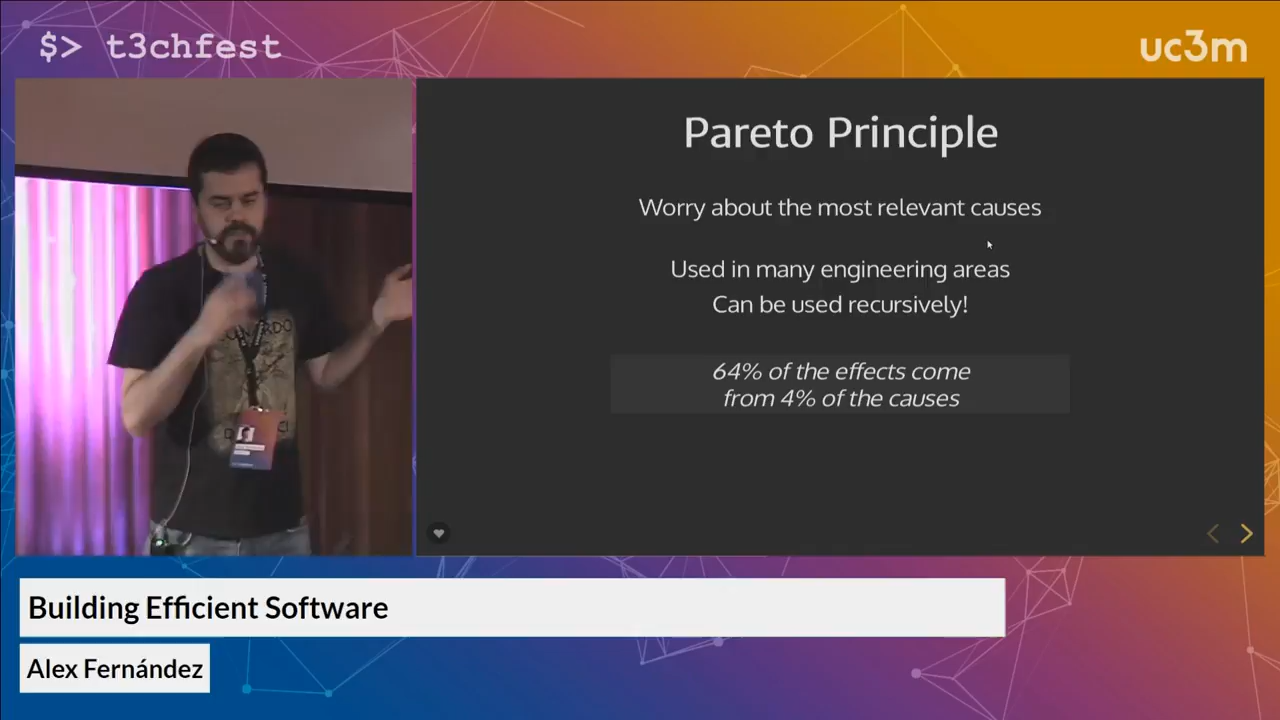 $> t3chfest
uc3m
Pareto Principle
Worry about the most relevant causes
Used in many engineering areas
Can be used recursively!
64% of the effects come
from 4% of the causes
Building Efficient Software
Alex Fernández